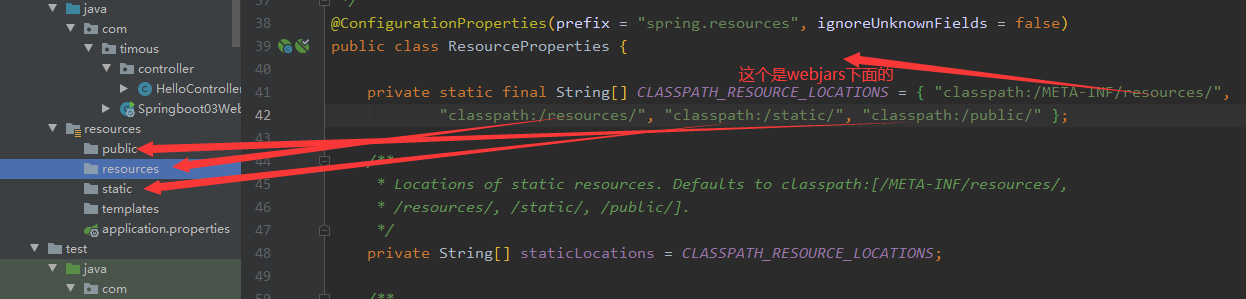 java
com
timous
controller
HelloController
Springboot03Web
resources
public
resources
static
templates
application.properties
test
java
com
*/
38 @ConfigurationProperties(prefix = "spring.resources", ignoreUnknownFields = false)
39 public class ResourceProperties {
40
这个是webjars下面的
41 private static final String[] CLASSPATH_RESOURCE_LOCATIONS = { "classpath:/META-INF/resources/",
42 "classpath:/resources/", "classpath:/static/", "classpath:/public/" };
43
44 /**
45 * Locations of static resources. Defaults to classpath:[/META-INF/resources/,
46 * /resources/, /static/, /public/].
47 */
48 private String[] staticLocations = CLASSPATH_RESOURCE_LOCATIONS;
49
/**